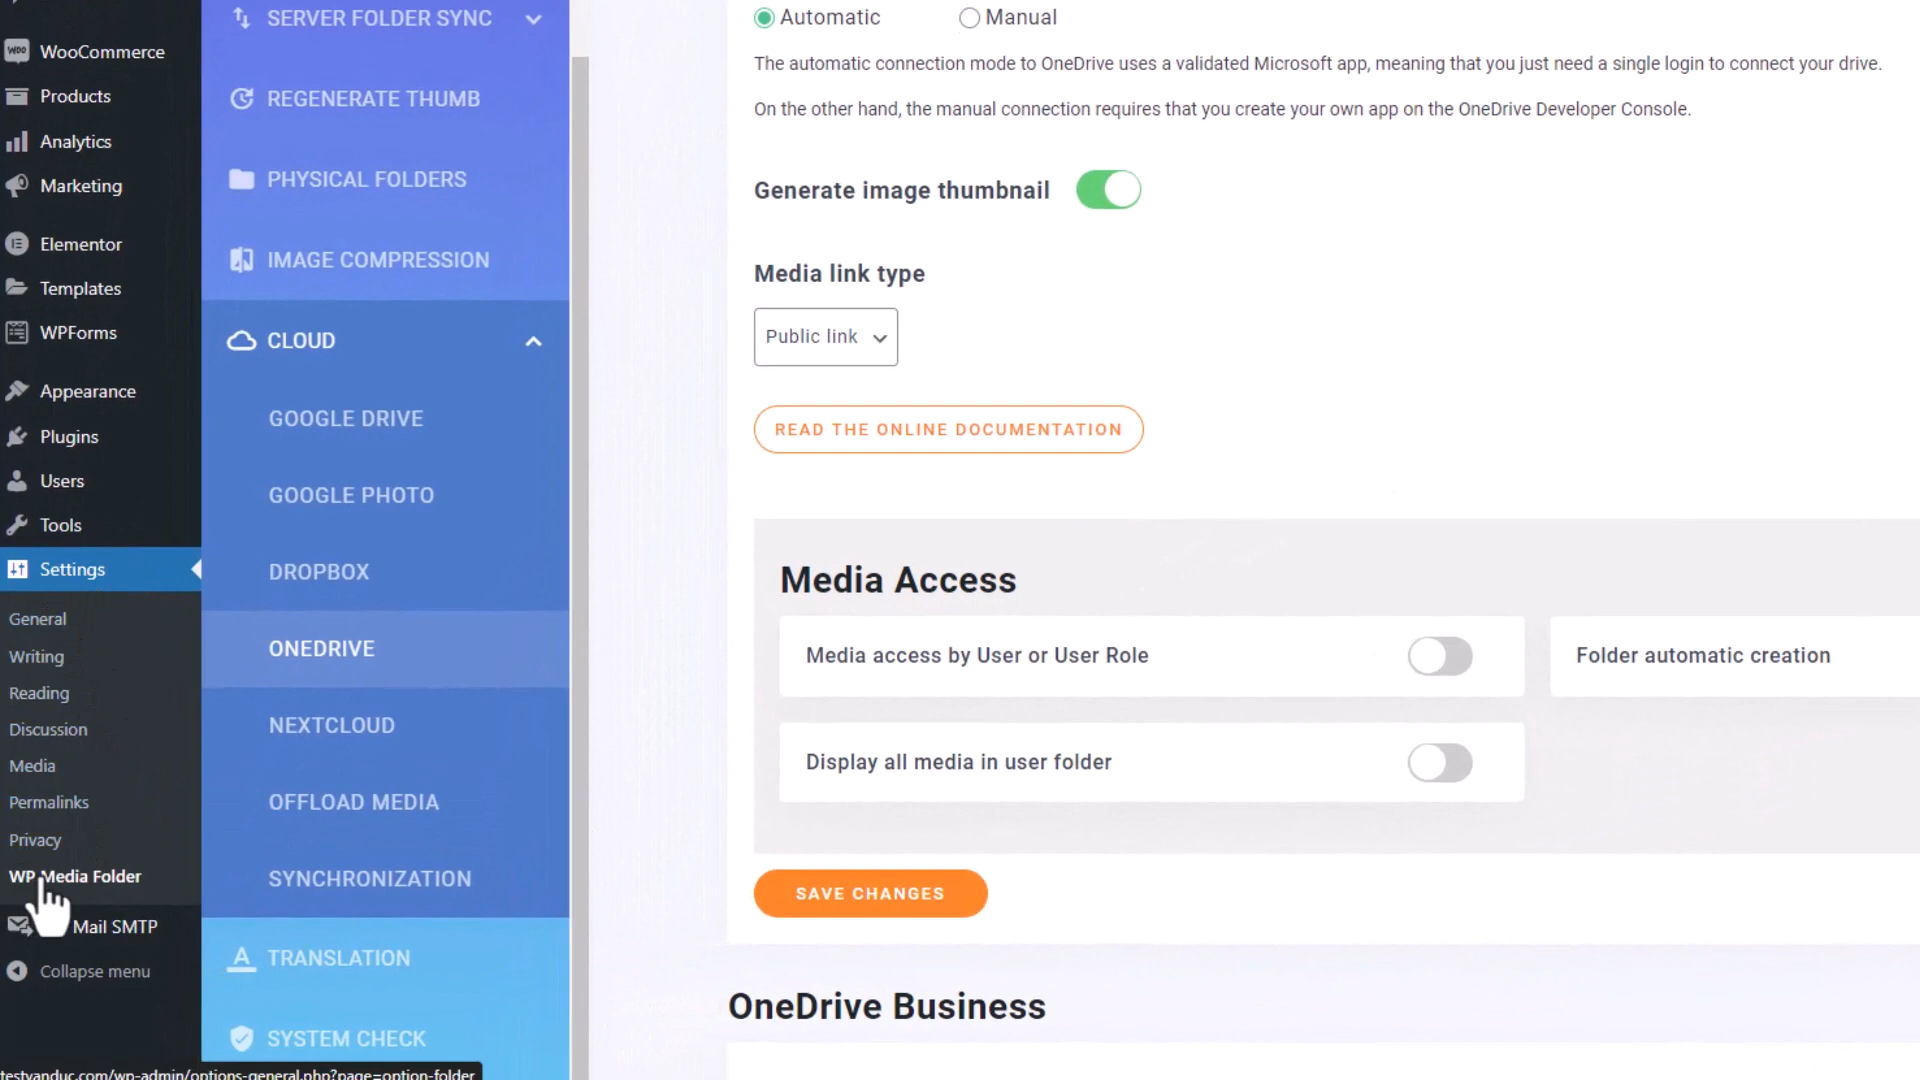 WooCommerce
Products
Analytics
Marketing
Elementor
Templates
WPForms
Appearance
Plugins
Users
Tools
Settings
General
Writing
Reading
Discussion
Media
Permalinks
Privacy
WP Media Folder
Mail SMTP
Collapse menu
testvanduc.com/wp-admin/options-general.php?page=option-folder
SERVER FOLDER SYNC
REGENERATE THUMB
PHYSICAL FOLDERS
IMAGE COMPRESSION
CLOUD
GOOGLE DRIVE
GOOGLE PHOTO
DROPBOX
ONEDRIVE
NEXTCLOUD
OFFLOAD MEDIA
SYNCHRONIZATION
TRANSLATION
SYSTEM CHECK
Automatic Manual
The automatic connection mode to OneDrive uses a validated Microsoft app, meaning that you just need a single login to connect your drive.
On the other hand, the manual connection requires that you create your own app on the OneDrive Developer Console.
Generate image thumbnail
Media link type
Public link
READ THE ONLINE DOCUMENTATION
Media Access
Media access by User or User Role
Folder automatic creation
Display all media in user folder
SAVE CHANGES
OneDrive Business